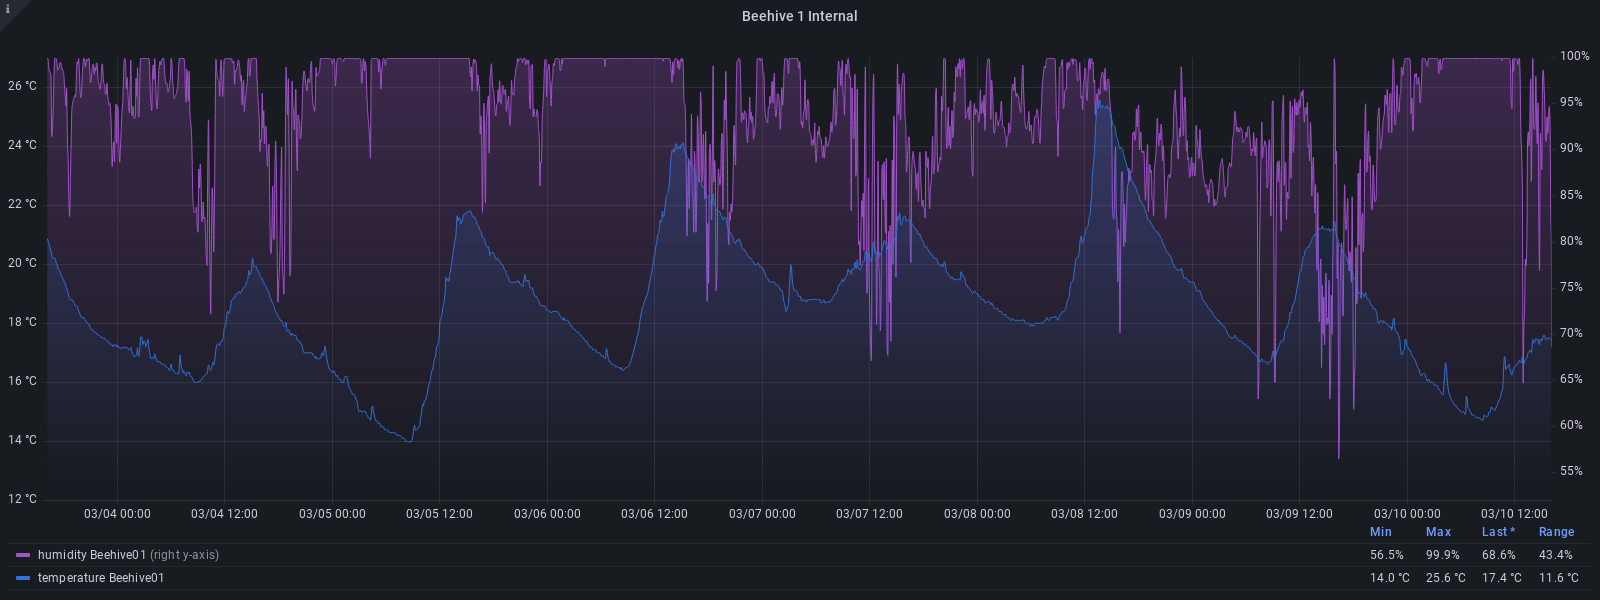 i
Beehive 1 Internal
26 °C
24 °C
22 °C
20 °C
18 °C
16 °C
14 °C
12 °C
100%
95%
90%
85%
80%
75%
70%
65%
60%
55%
03/04 00:00 03/04 12:00 03/05 00:00 03/05 12:00 03/06 00:00 03/06 12:00 03/07 00:00 03/07 12:00 03/08 00:00 03/08 12:00 03/09 00:00 03/09 12:00 03/10 00:00 03/10 12:00
Min Max Last * Range
humidity Beehive01 (right y-axis) 56.5% 99.9% 68.6% 43.4%
temperature Beehive01 14.0 °C 25.6 °C 17.4 °C 11.6 °C